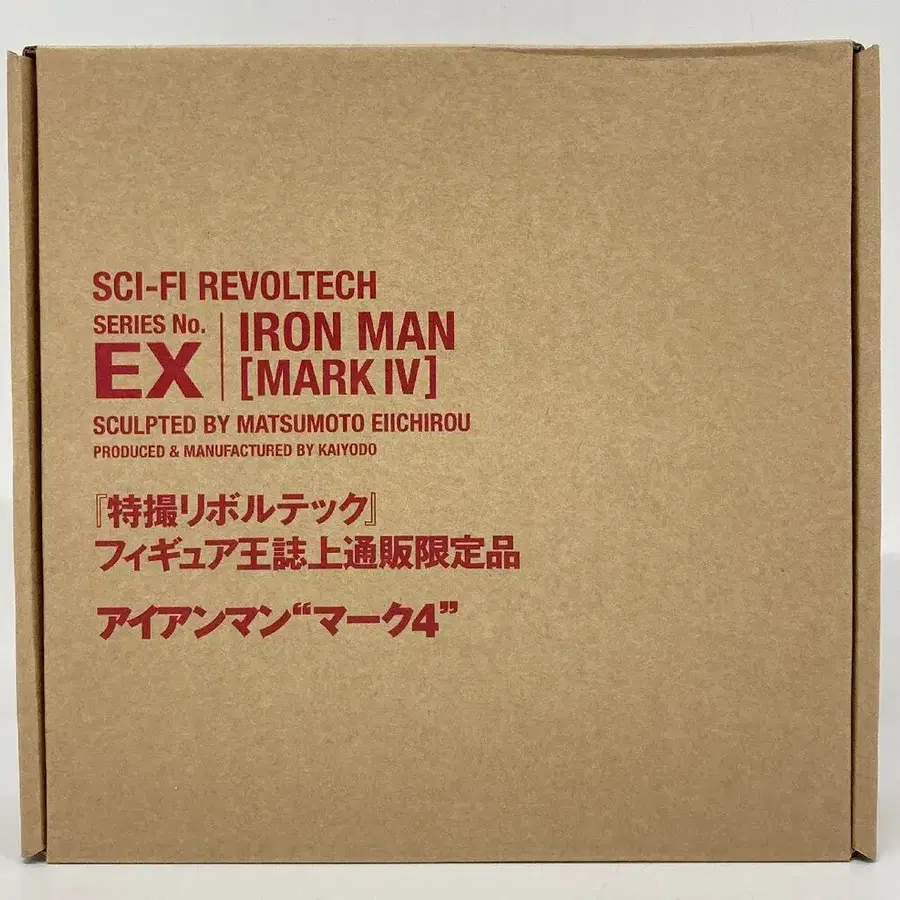 SCI-FI REVOLTECH
SERIES No.
EX
IRON MAN
[MARK IV]
SCULPTED BY MATSUMOTO EIICHIROU
PRODUCED & MANUFACTURED BY KAIYODO
『特撮リボルテック』
フィギュア王誌上通販限定品
アイアンマン“マーク4”